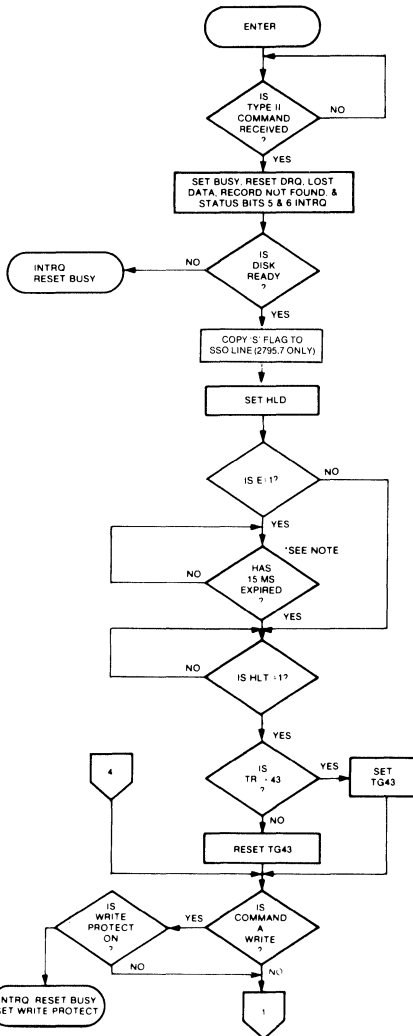 ENTER
IS
TYPE II
COMMAND
RECEIVED
?
NO
YES
SET BUSY, RESET DRQ, LOST
DATA, RECORD NOT FOUND, &
STATUS BITS 5 & 6 INTRQ
IS
DISK
READY
?
NO
INTRQ
RESET BUSY
YES
COPY 'S' FLAG TO
SSO LINE (2795,7 ONLY)
SET HLD
IS E=1?
NO
YES
*SEE NOTE
HAS
15 MS
EXPIRED
?
NO
YES
IS HLT =1?
NO
YES
4
IS
TR 43
?
YES
SET
TG43
NO
RESET TG43
IS
COMMAND
A
WRITE
?
YES
IS
WRITE
PROTECT
ON
?
NO
NO
INTRQ RESET BUSY
SET WRITE PROTECT
1